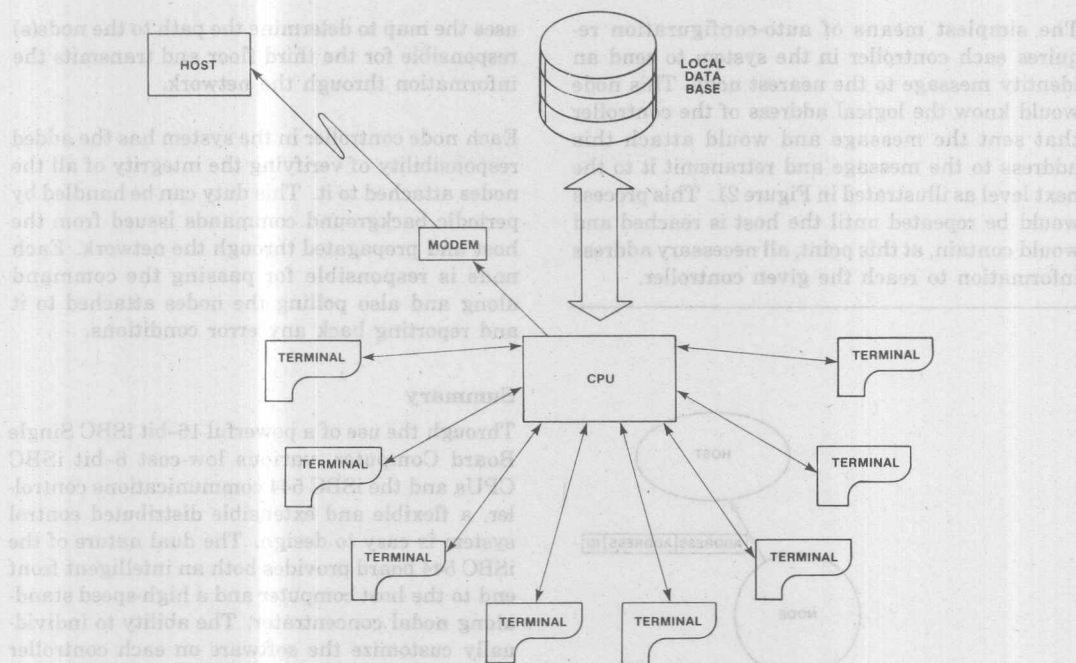 HOST
LOCAL
DATA
BASE
MODEM
TERMINAL
CPU
TERMINAL
TERMINAL
TERMINAL
TERMINAL
TERMINAL
TERMINAL
TERMINAL
The simplest means of auto-configuration re-
quires each controller in the system to send an
identity message to the nearest This node
would know the logical address of the controller
that sent the message and would attach this
address to the message and retransmit it to the
next level as illustrated in Figure 2). This process
would be repeated until the host is reached and
would contain, at this point, all necessary address
information to reach the given controller.
HOST
ADDRESS ADDRESS ID
NODE
uses the map to determine the path to the node(s)
responsible for the third floor and transmits the
information through the network.
Each node controller in the system has the added
responsibility of verifying the integrity of all the
nodes attached to it. This duty can be handled by
periodic background commands issued from the
host and propagated through the network. Each
node is responsible for passing the command
along and also polling the nodes attached to it
and reporting back any error conditions.
Summary
Through the use of a powerful 16-bit iSBC Single
Board Computer, various low-cost 8-bit iSBC
CPUs and the iSBC 544 communications control-
ler, a flexible and extensible distributed control
system is easy to design. The dual nature of the
iSBC 544 board provides both an intelligent front
end to the host computer and a high-speed stand-
along nodal concentrator. The ability to individ-
ually customize the software on each controller